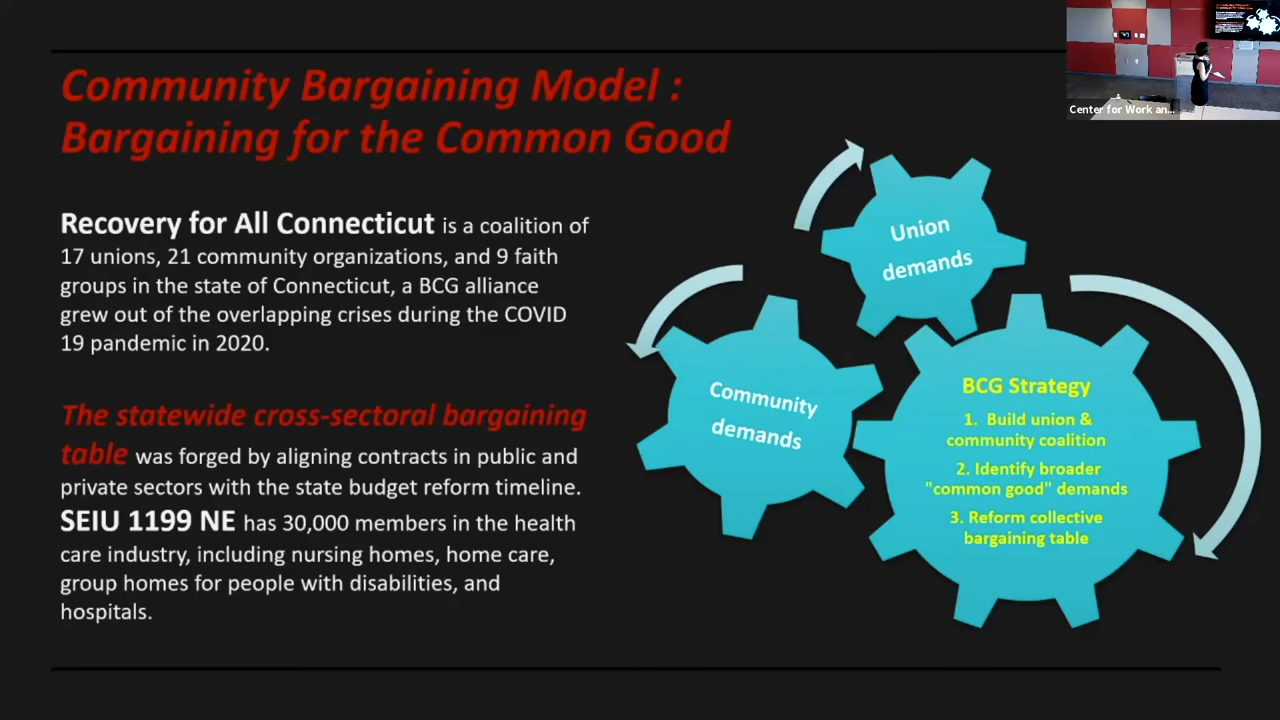 Community Bargaining Model :
Bargaining for the Common Good
Recovery for All Connecticut is a coalition of
17 unions, 21 community organizations, and 9 faith
groups in the state of Connecticut, a BCG alliance
grew out of the overlapping crises during the COVID
19 pandemic in 2020.
The statewide cross-sectoral bargaining
table was forged by aligning contracts in public and
private sectors with the state budget reform timeline.
SEIU 1199 NE has 30,000 members in the health
care industry, including nursing homes, home care,
group homes for people with disabilities, and
hospitals.
Union
demands
Community
demands
BCG Strategy
1. Build union &
community coalition
2. Identify broader
"common good" demands
3. Reform collective
bargaining table
Center for Work an...